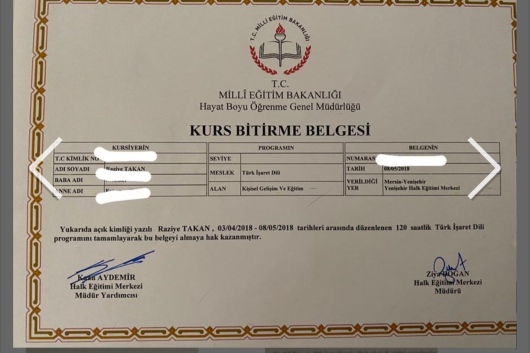 T.C. MİLLÎ EĞİTİM BAKANLIĞI
T.C.
MİLLÎ EĞİTİM BAKANLIĞI
Hayat Boyu Öğrenme Genel Müdürlüğü
KURS BİTİRME BELGESİ
KURSİYERİN PROGRAMIN BELGENİN
T.C KİMLİK NO SEVİYE NUMARAS
ADI SOYADI Raziye TAKAN MESLEK Türk İşaret Dili TARİH 08/05/2018
BABA ADI ALAN Kişisel Gelişim Ve Eğitim VERİLDİĞİ YER Mersin-Yenişehir
ANNE ADI Yenişehir Halk Eğitimi Merkezi
Yukarıda açık kimliği yazılı Raziye TAKAN , 03/04/2018 - 08/05/2018 tarihleri arasında düzenlenen 120 saatlik Türk İşaret Dili
programını tamamlayarak bu belgeyi almaya hak kazanmıştır.
AYDEMİR
Halk Eğitimi Merkezi
Müdür Yardımcısı
Ziya DOĞAN
Halk Eğitimi Merkezi
Müdürü